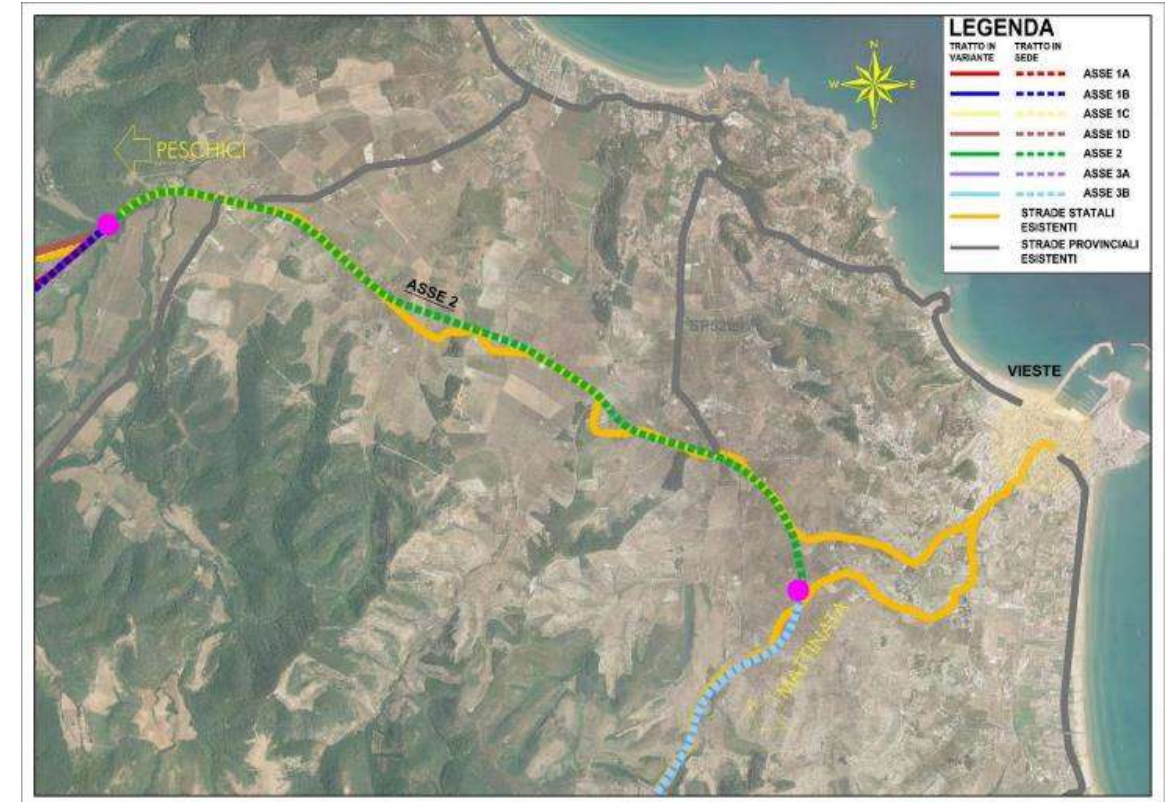 LEGENDA
TRATTO IN VARIANTE
TRATTO IN SEDE
ASSE 1A
ASSE 1B
ASSE 1C
ASSE 1D
ASSE 2
ASSE 3A
ASSE 3B
STRADE STATALI ESISTENTI
STRADE PROVINCIALI ESISTENTI
N
W
E
S
PESCHICI
ASSE 2
VIESTE
MATTINATA